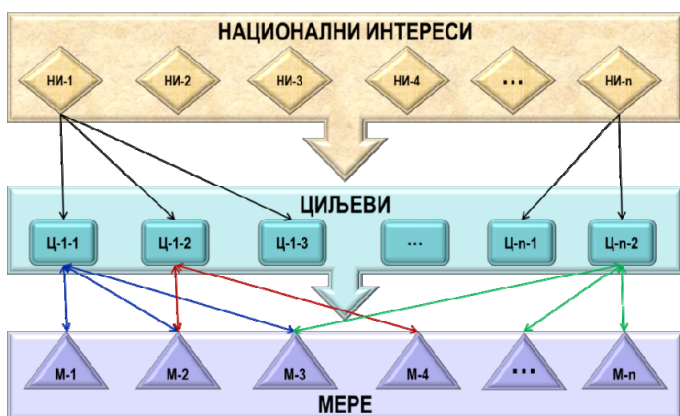 НАЦИОНАЛНИ ИНТЕРЕСИ
НИ-1 НИ-2 НИ-3 НИ-4 ... НИ-n
ЦИЉЕВИ
Ц-1-1 Ц-1-2 Ц-1-3 ... Ц-n-1 Ц-n-2
М-1 М-2 М-3 М-4 ... М-n
МЕРЕ